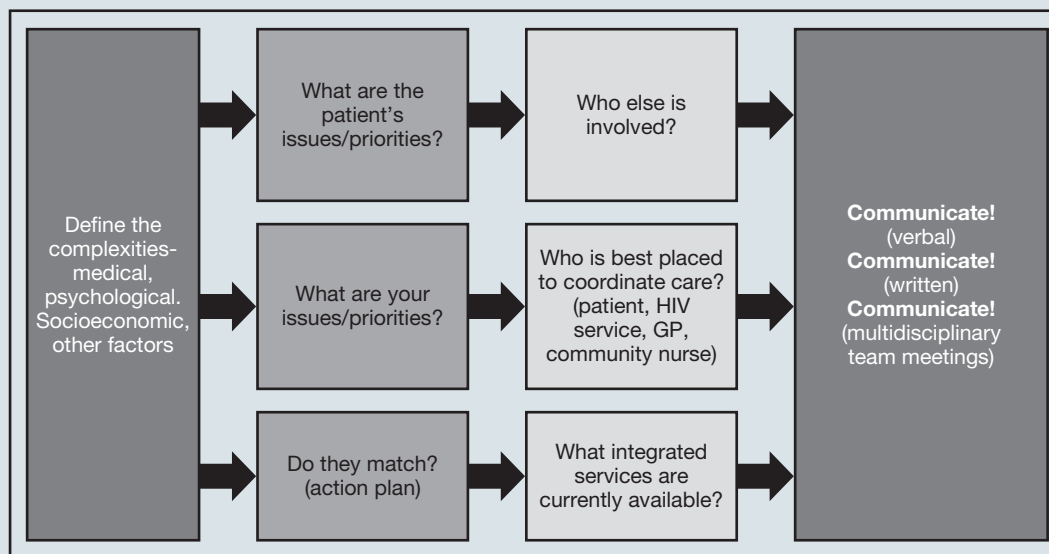 Define the
complexities-
medical,
psychological.
Socioeconomic,
other factors
What are the
patient’s
issues/priorities?
Who else is
involved?
What are your
issues/priorities?
Who is best placed
to coordinate care?
(patient, HIV
service, GP,
community nurse)
Do they match?
(action plan)
What integrated
services are
currently available?
Communicate!
(verbal)
Communicate!
(written)
Communicate!
(multidisciplinary
team meetings)